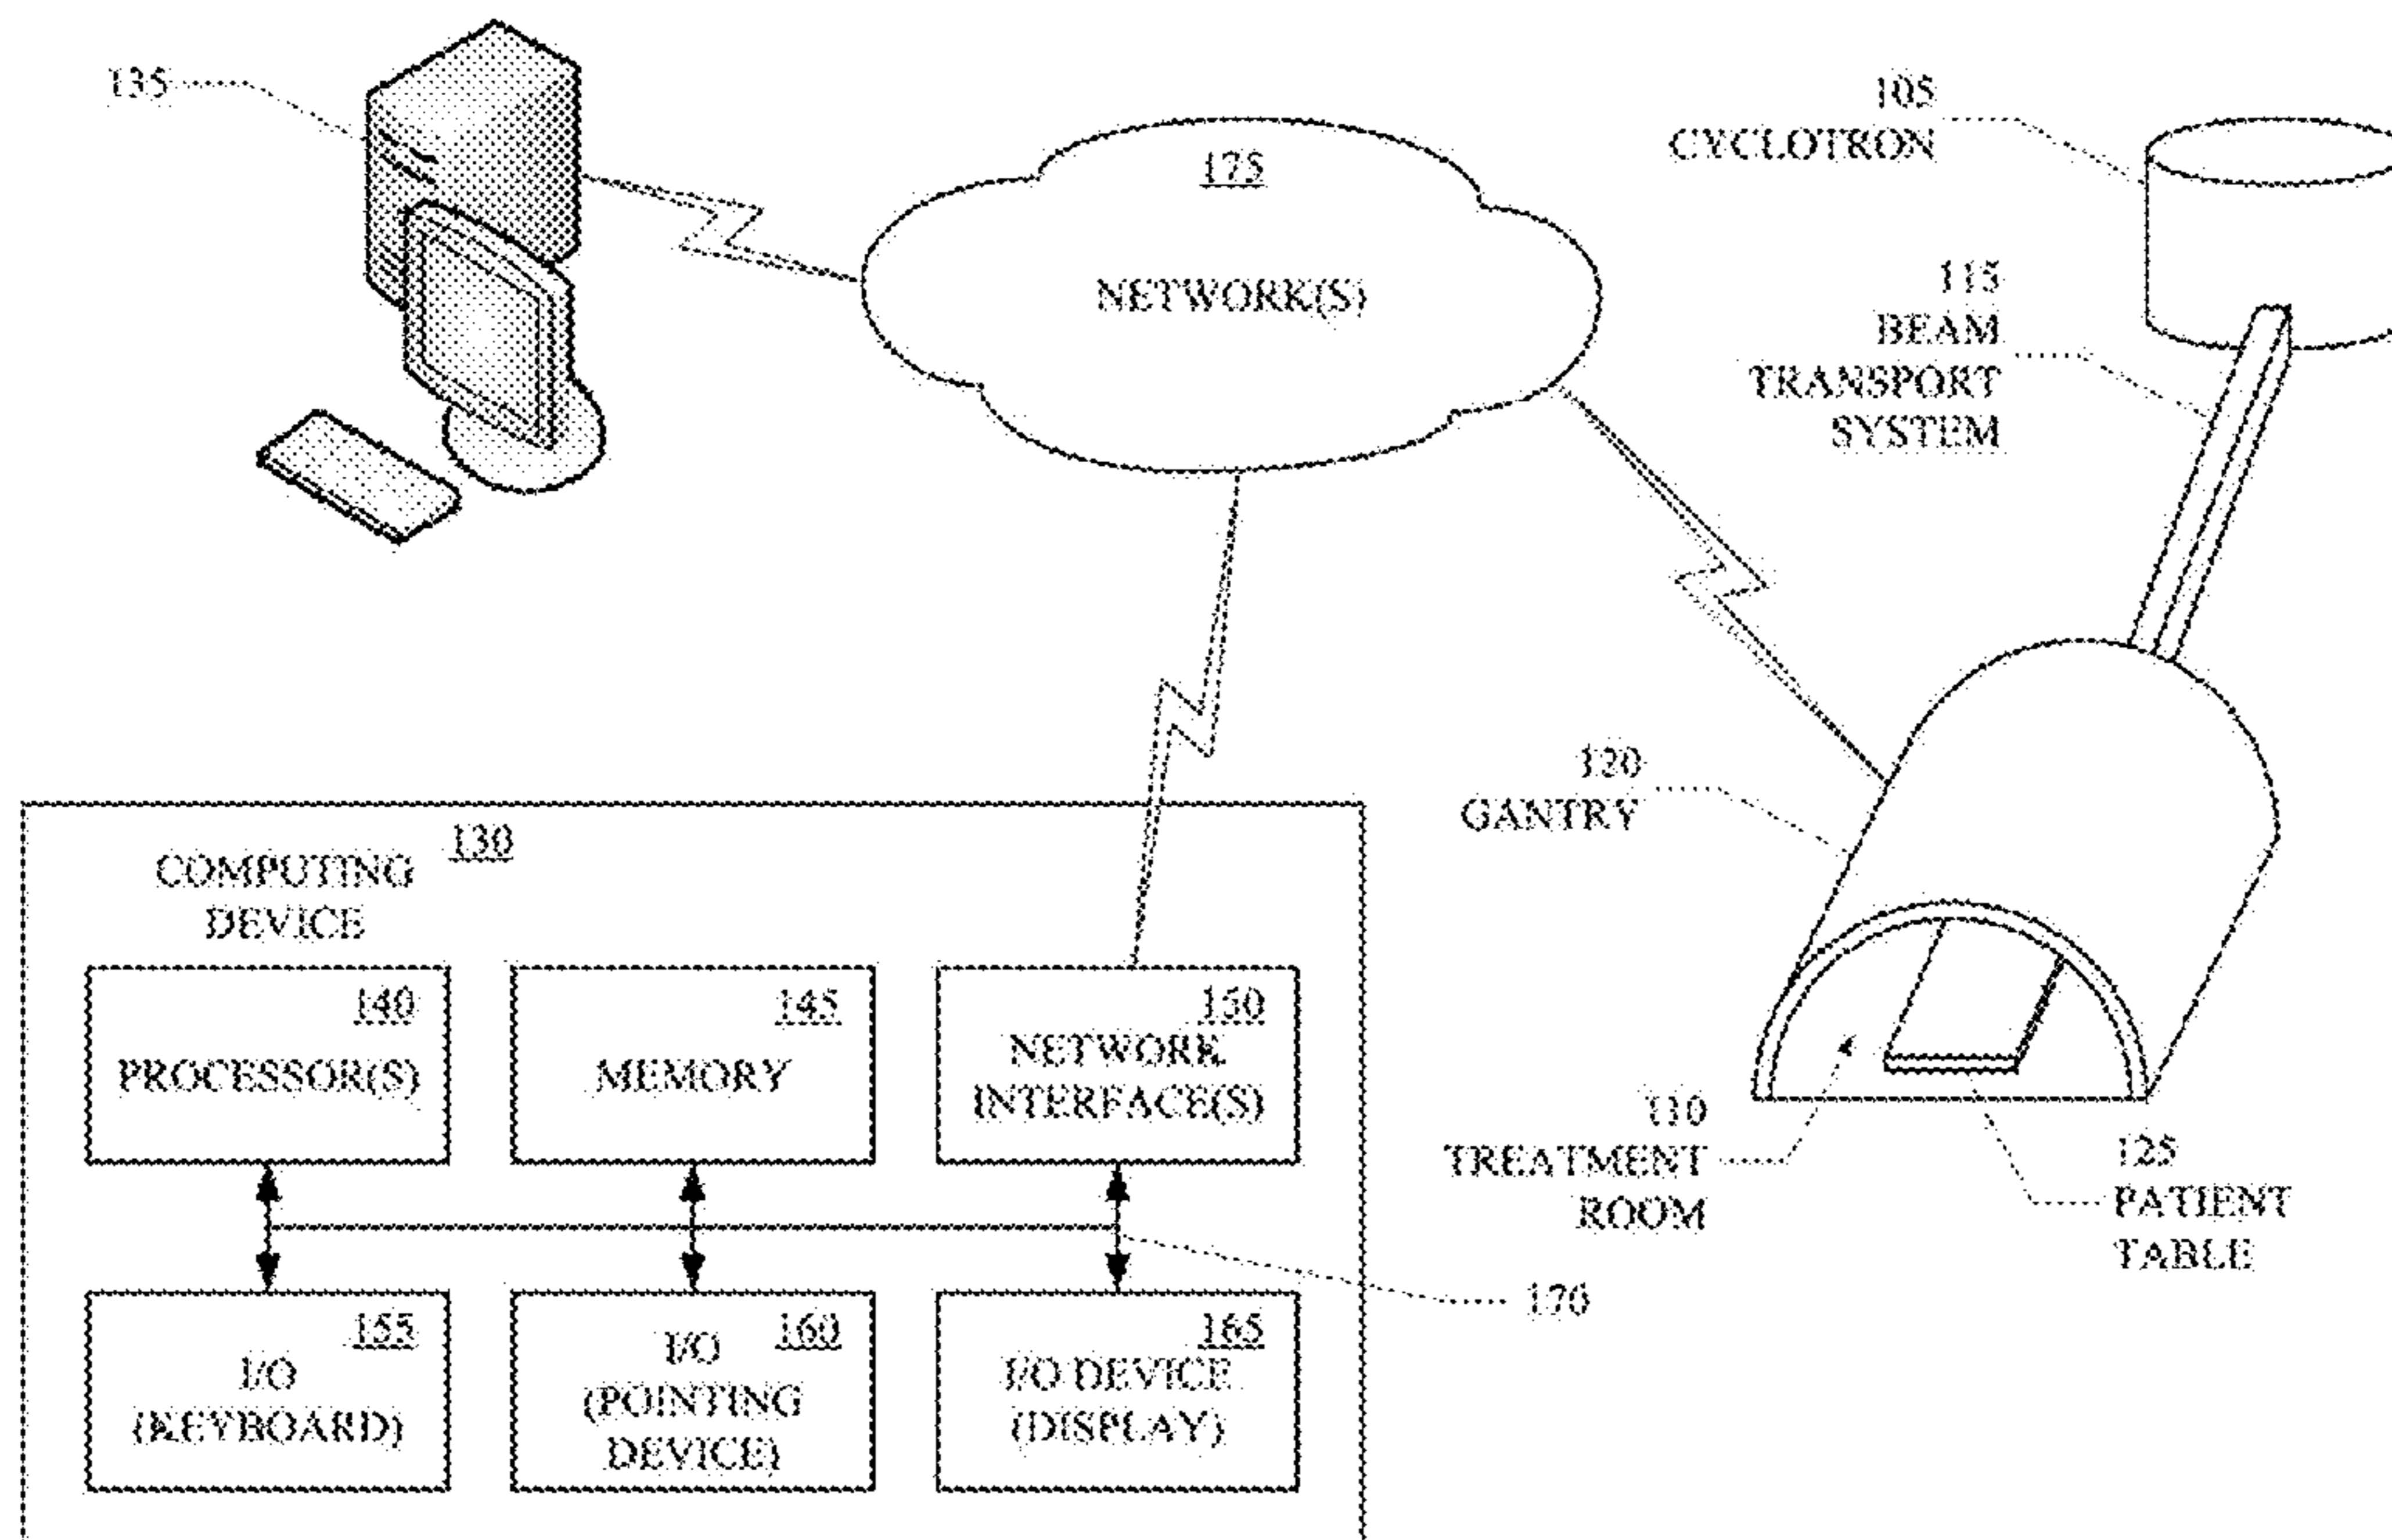 135
175
NETWORK(S)
105
CYCLOTRON
115
BEAM
TRANSPORT
SYSTEM
120
GANTRY
110
TREATMENT
ROOM
125
PATIENT
TABLE
130
COMPUTING
DEVICE
140
PROCESSOR(S)
145
MEMORY
150
NETWORK
INTERFACE(S)
155
I/O
(KEYBOARD)
160
I/O
(POINTING
DEVICE)
165
I/O DEVICE
(DISPLAY)
170